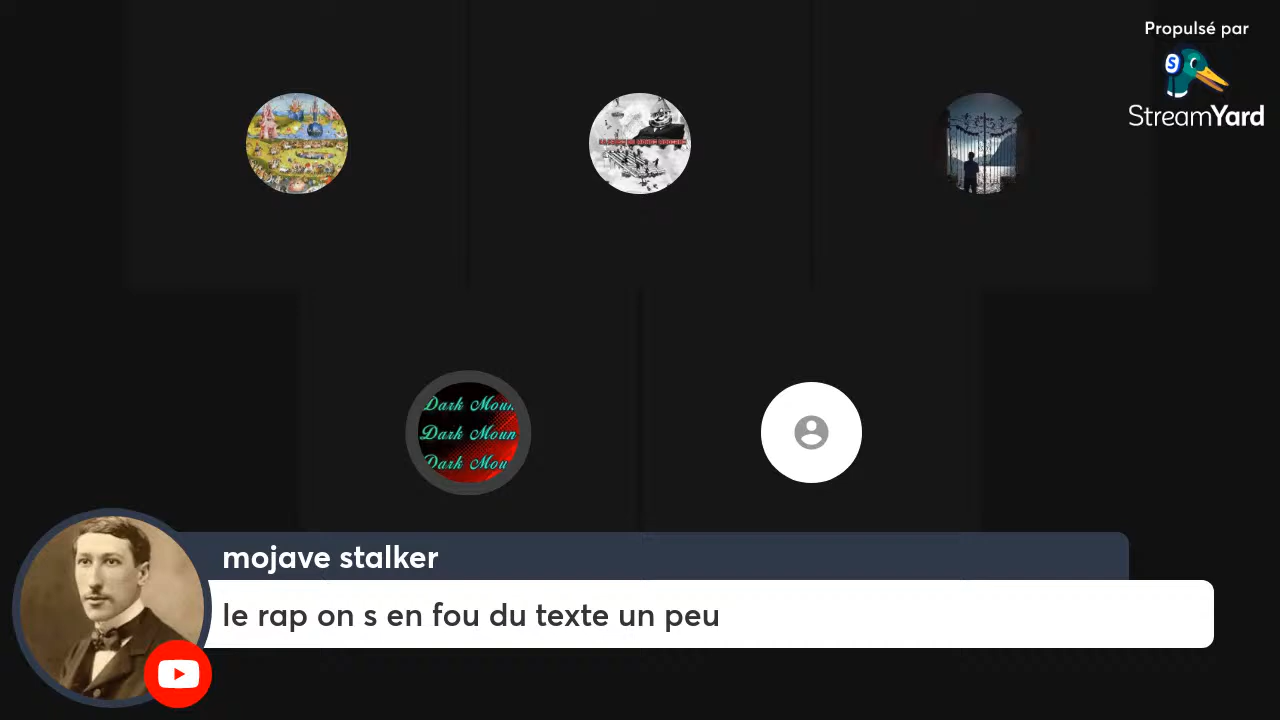 Propulsé par
StreamYard
Dark Moun
Dark Moun
Dark Mou
mojave stalker
le rap on s en fou du texte un peu